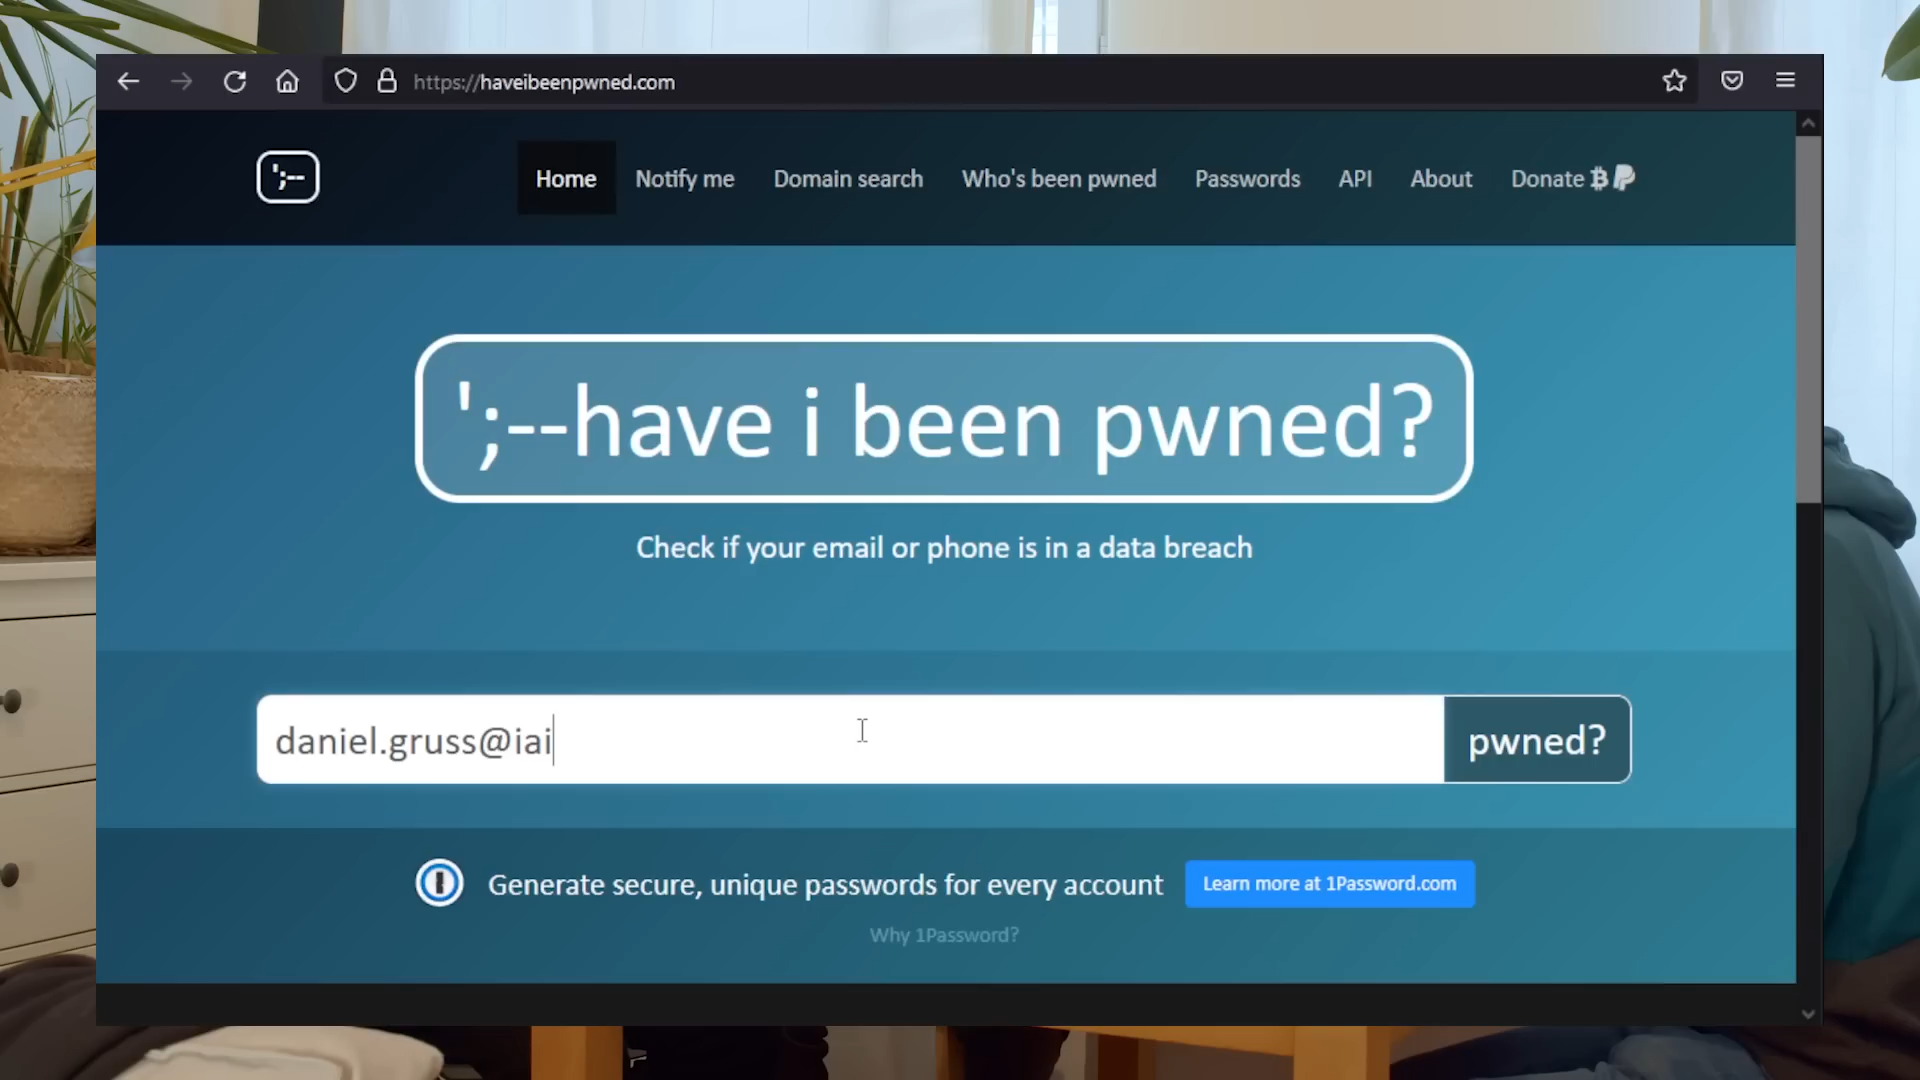 https://haveibeenpwned.com
';--
Home Notify me Domain search Who's been pwned Passwords API About Donate
';--have i been pwned?
Check if your email or phone is in a data breach
daniel.gruss@iai
pwned?
Generate secure, unique passwords for every account
Learn more at 1Password.com
Why 1Password?